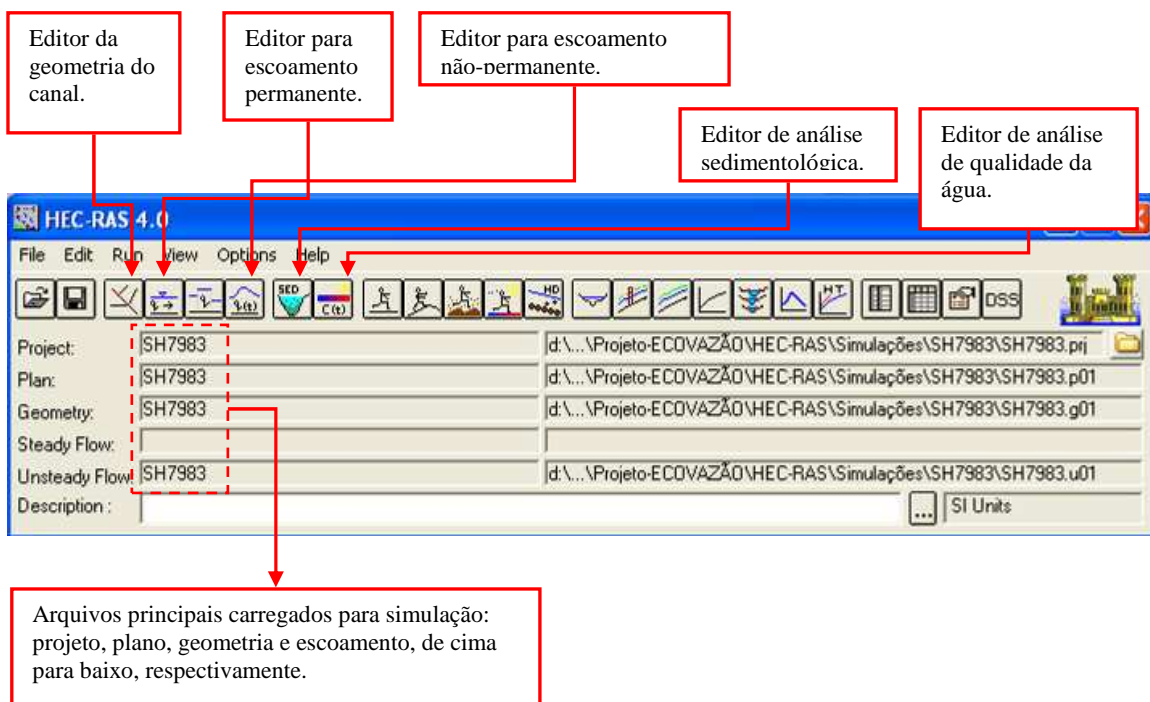 Editor da
geometria do
canal.
Editor para
escoamento
permanente.
Editor para escoamento
não-permanente.
Editor de análise
sedimentológica.
Editor de análise
de qualidade da
água.
HEC-RAS 4.0
File Edit Run View Options Help
SED
C(t)
HD
HT
DSS
Project: SH7983 d:\...\Projeto-ECOVAZÃO\HEC-RAS\Simulações\SH7983\SH7983.prj
Plan: SH7983 d:\...\Projeto-ECOVAZÃO\HEC-RAS\Simulações\SH7983\SH7983.p01
Geometry: SH7983 d:\...\Projeto-ECOVAZÃO\HEC-RAS\Simulações\SH7983\SH7983.g01
Steady Flow:
Unsteady Flow: SH7983 d:\...\Projeto-ECOVAZÃO\HEC-RAS\Simulações\SH7983\SH7983.u01
Description : ... SI Units
Arquivos principais carregados para simulação:
projeto, plano, geometria e escoamento, de cima
para baixo, respectivamente.